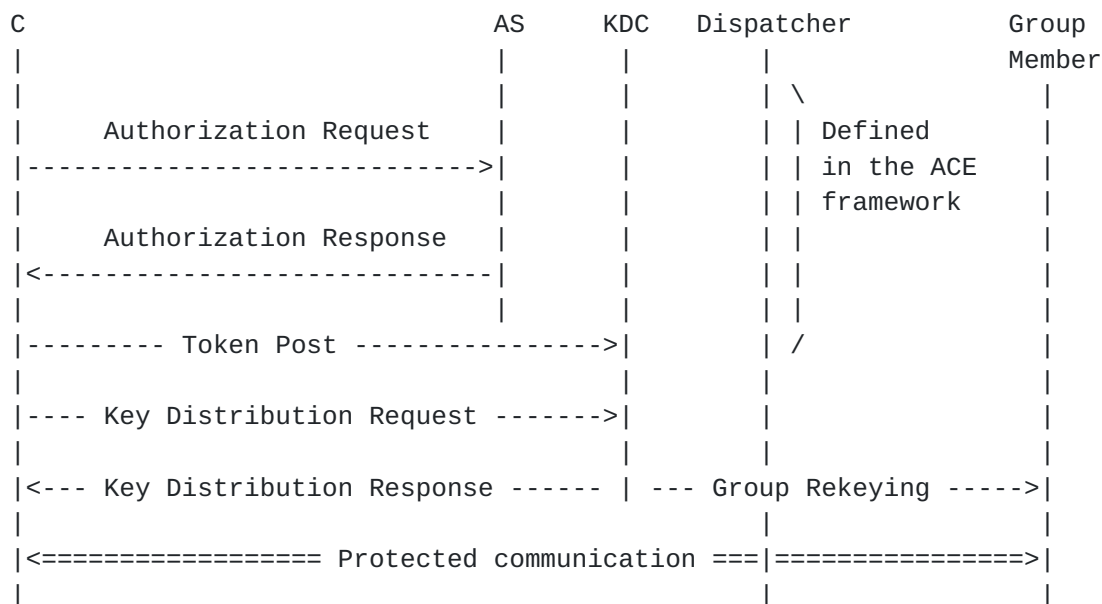 C AS KDC Dispatcher Group
Member
Authorization Request Defined
in the ACE
framework
Authorization Response
Token Post
Key Distribution Request
Key Distribution Response Group Rekeying
Protected communication